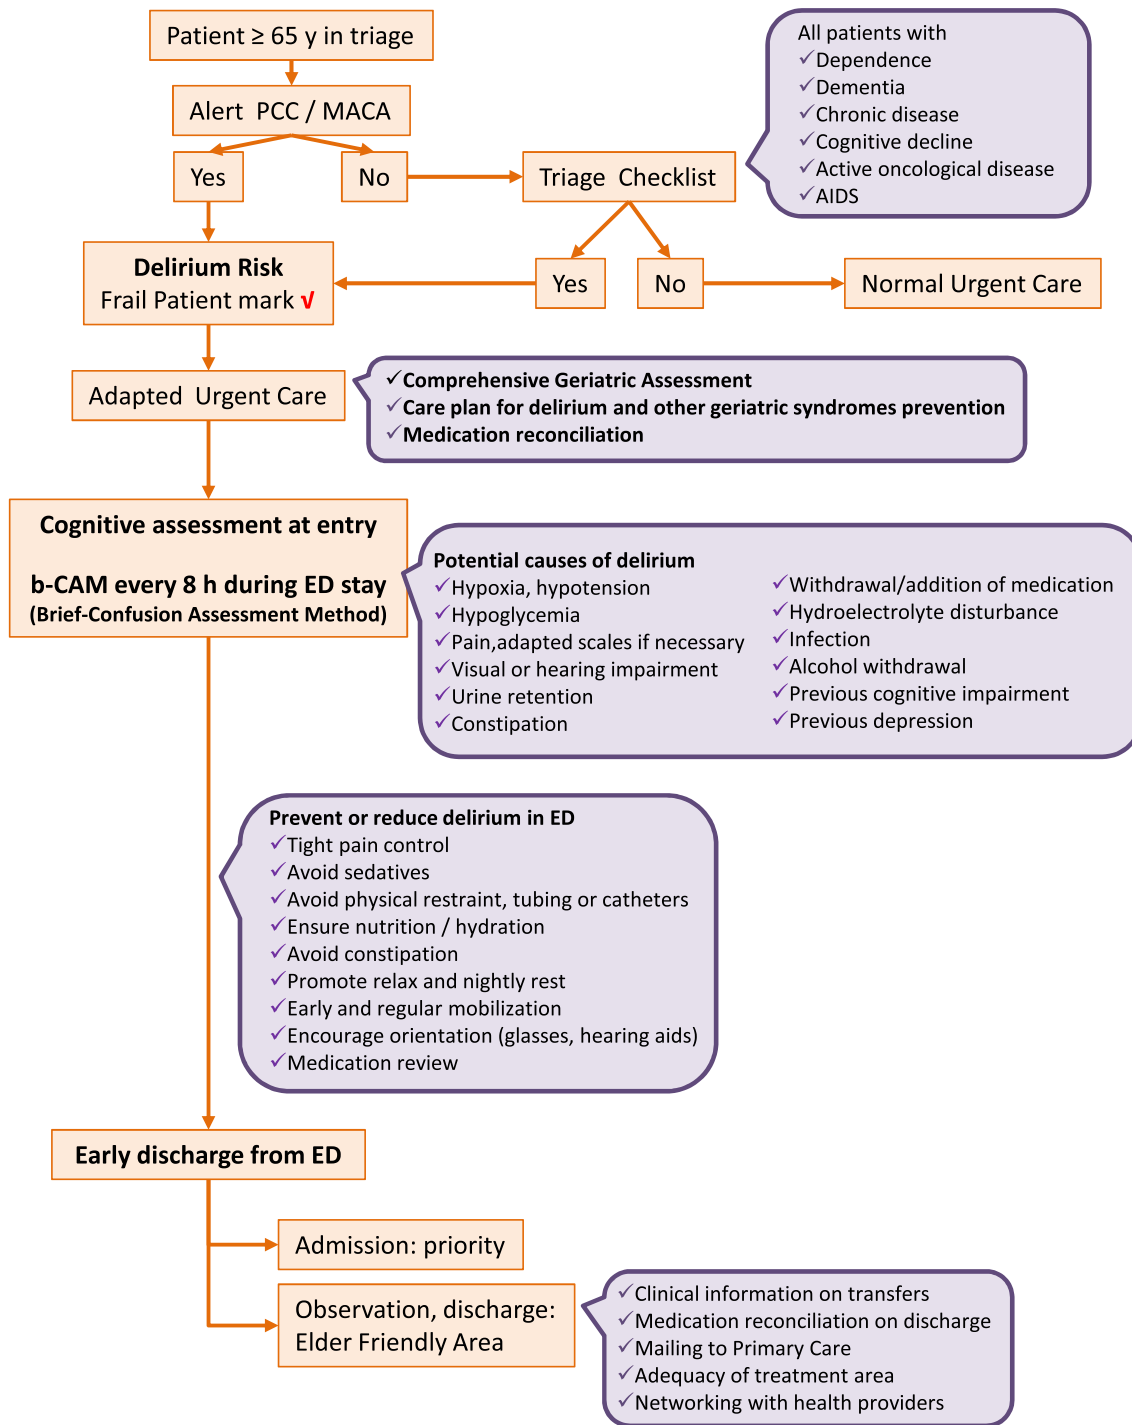 Patient ≥ 65 y in triage
Alert PCC / MACA
Yes
No
Triage Checklist
All patients with
✓Dependence
✓Dementia
✓Chronic disease
✓Cognitive decline
✓Active oncological disease
✓AIDS
Delirium Risk
Frail Patient mark √
Yes
No
Normal Urgent Care
Adapted Urgent Care
✓Comprehensive Geriatric Assessment
✓Care plan for delirium and other geriatric syndromes prevention
✓Medication reconciliation
Cognitive assessment at entry
b-CAM every 8 h during ED stay
(Brief-Confusion Assessment Method)
Potential causes of delirium
✓Hypoxia, hypotension
✓Hypoglycemia
✓Pain,adapted scales if necessary
✓Visual or hearing impairment
✓Urine retention
✓Constipation
✓Withdrawal/addition of medication
✓Hydroelectrolyte disturbance
✓Infection
✓Alcohol withdrawal
✓Previous cognitive impairment
✓Previous depression
Prevent or reduce delirium in ED
✓Tight pain control
✓Avoid sedatives
✓Avoid physical restraint, tubing or catheters
✓Ensure nutrition / hydration
✓Avoid constipation
✓Promote relax and nightly rest
✓Early and regular mobilization
✓Encourage orientation (glasses, hearing aids)
✓Medication review
Early discharge from ED
Admission: priority
Observation, discharge:
Elder Friendly Area
✓Clinical information on transfers
✓Medication reconciliation on discharge
✓Mailing to Primary Care
✓Adequacy of treatment area
✓Networking with health providers